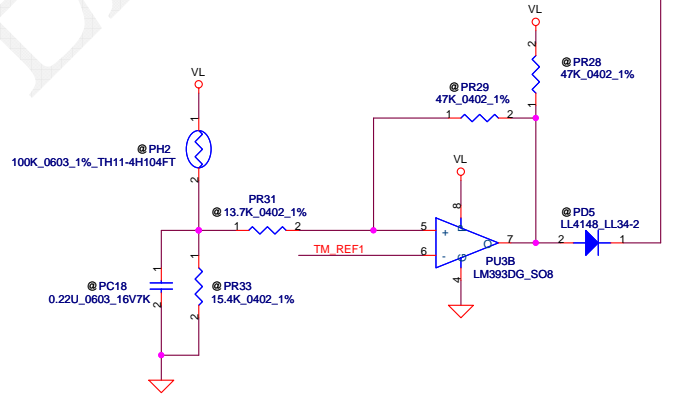 VL
@PR28
47K_0402_1%
2
1
@PR29
47K_0402_1%
1
2
VL
1
@PH2
100K_0603_1%_TH11-4H104FT
2
VL
PR31
@13.7K_0402_1%
1
2
8
5
+
6
-
7
4
TM_REF1
PU3B
LM393DG_SO8
@PD5
LL4148_LL34-2
2
1
1
@PC18
0.22U_0603_16V7K
2
1
@PR33
15.4K_0402_1%
2